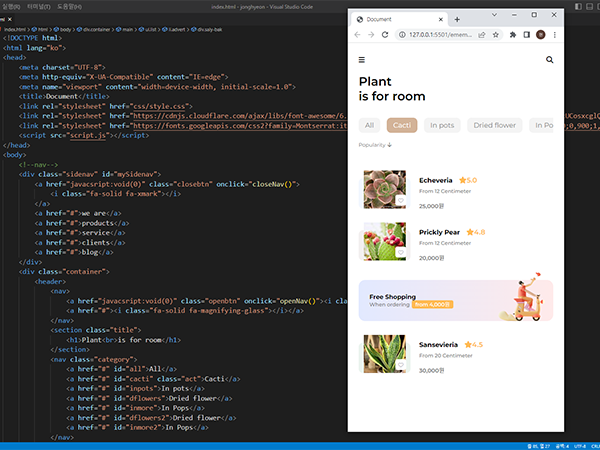 실행(R) 터미널(T) 도움말(H)
index.html - jonghyeon - Visual Studio Code
index.html > html > body > div.container > main > ul.list > li.advert > div.saly-bak
<!DOCTYPE html>
<html lang="ko">
<head>
<meta charset="UTF-8">
<meta http-equiv="X-UA-Compatible" content="IE=edge">
<meta name="viewport" content="width=device-width, initial-scale=1.0">
<title>Document</title>
<link rel="stylesheet" href="css/style.css">
<link rel="stylesheet" href="https://cdnjs.cloudflare.com/ajax/libs/font-awesome/6.
<link rel="stylesheet" href="https://fonts.googleapis.com/css2?family=Montserrat:it
0,900;1,
<script src="script.js"></script>
</head>
<body>
<!--nav-->
<div class="sidenav" id="mySidenav">
<a href="javascript:void(0)" class="closebtn" onclick="closeNav()">
<i class="fa-solid fa-xmark"></i>
</a>
<a href="#">we are</a>
<a href="#">products</a>
<a href="#">service</a>
<a href="#">clients</a>
<a href="#">blog</a>
</div>
<div class="container">
<header>
<nav>
<a href="javascript:void(0)" class="openbtn" onclick="openNav()"><i c
<a href="#"><i class="fa-solid fa-magnifying-glass"></i></a>
</nav>
<section class="title">
<h1>Plant<br>is for room</h1>
</section>
<nav class="category">
<a href="#" id="all">All</a>
<a href="#" id="cacti" class="act">Cacti</a>
<a href="#" id="inpots">In pots</a>
<a href="#" id="dflowers">Dried flower</a>
<a href="#" id="inmore">In Pops</a>
<a href="#" id="dflowers2">Dried flower</a>
<a href="#" id="inmore2">In Pops</a>
</nav>
Document
127.0.0.1:5501/emem...
Plant
is for room
All Cacti In pots Dried flower In Po
Popularity
Echeveria 5.0
From 12 Centimeter
25,000원
Prickly Pear 4.8
From 12 Centimeter
20,000원
Free Shopping
When ordering from 4,000원
Sansevieria 4.5
From 20 Centimeter
30,000원
UTF-8 CRL